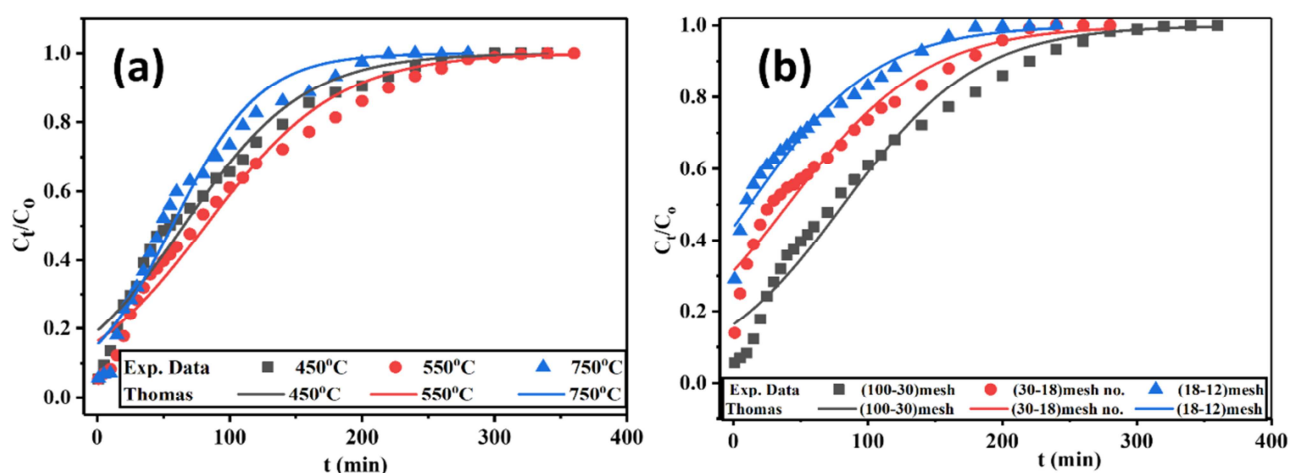 (a)
Ct/Co
1.0
0.8
0.6
0.4
0.2
0.0
Exp. Data 450°C 550°C 750°C
Thomas 450°C 550°C 750°C
0 100 200 300 400
t (min)
(b)
Ct/Co
1.0
0.8
0.6
0.4
0.2
0.0
Exp. Data (100-30)mesh (30-18)mesh no. (18-12)mesh
Thomas (100-30)mesh (30-18)mesh no. (18-12)mesh
0 100 200 300 400
t (min)